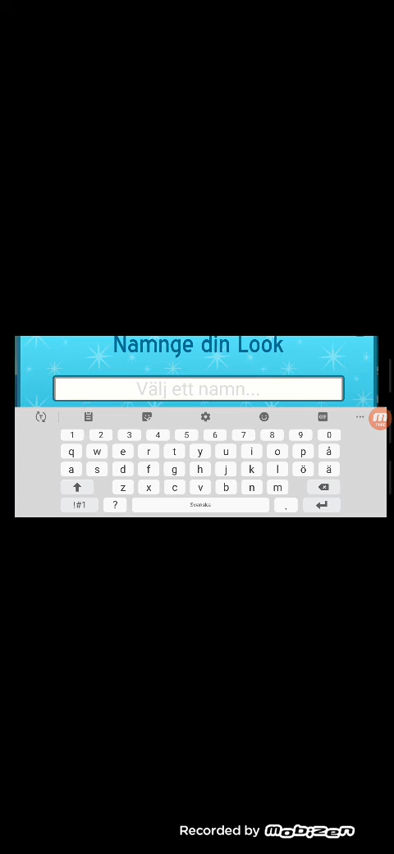 Namnge din Look
Välj ett namn...
GIF
1 2 3 4 5 6 7 8 9 0
q w e r t y u i o p å
a s d f g h j k l ö ä
z x c v b n m
!#1 ? Svenska .
Recorded by mobizen